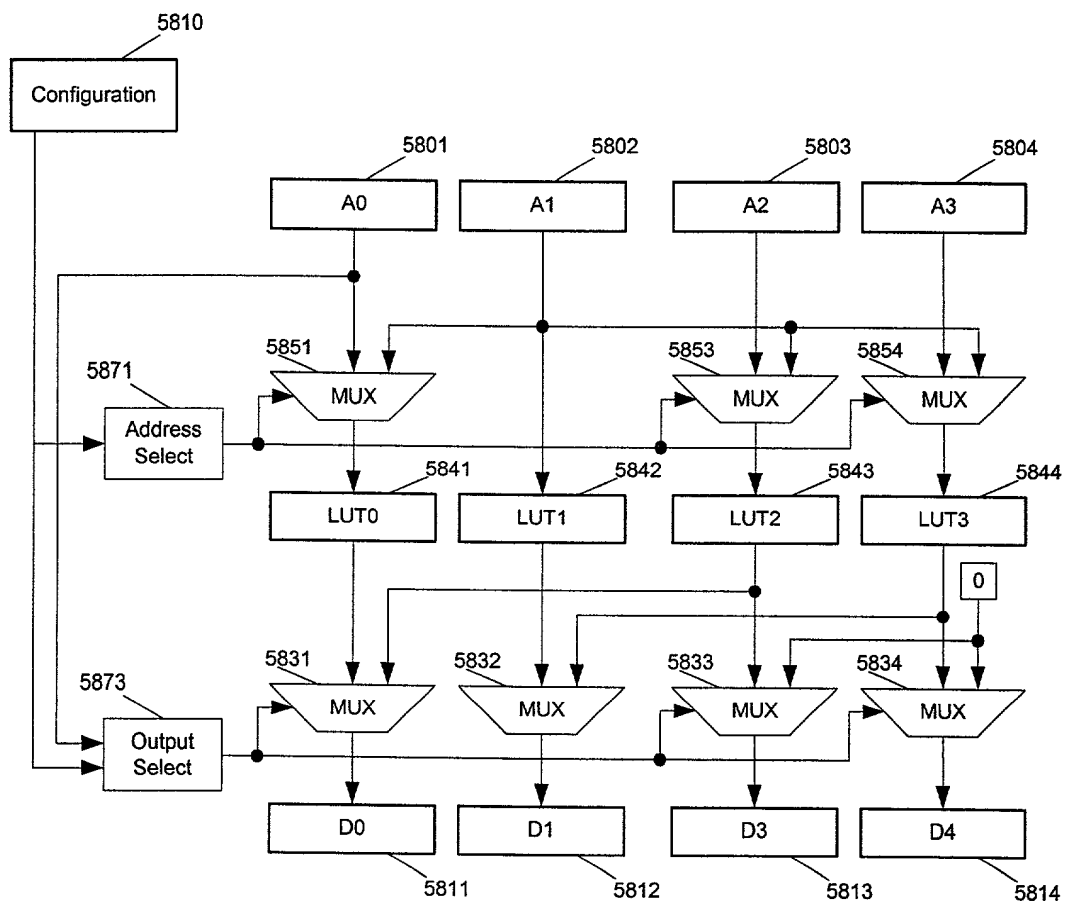 5810
Configuration
5801
5802
5803
5804
A0
A1
A2
A3
5851
5853
5854
5871
MUX
MUX
MUX
Address
Select
5841
5842
5843
5844
LUT0
LUT1
LUT2
LUT3
0
5831
5832
5833
5834
5873
MUX
MUX
MUX
MUX
Output
Select
D0
D1
D3
D4
5811
5812
5813
5814